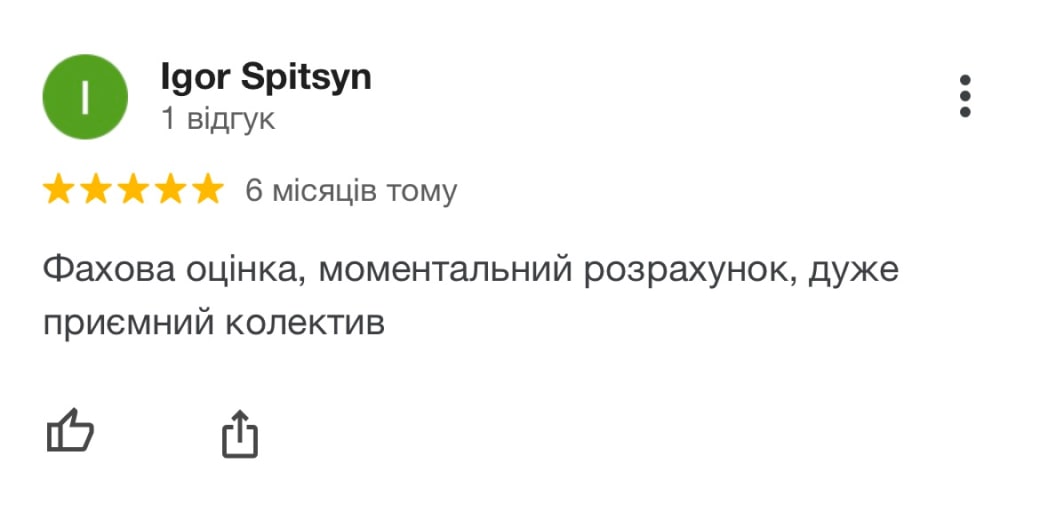 I
Igor Spitsyn
1 відгук
6 місяців тому
Фахова оцінка, моментальний розрахунок, дуже
приємний колектив